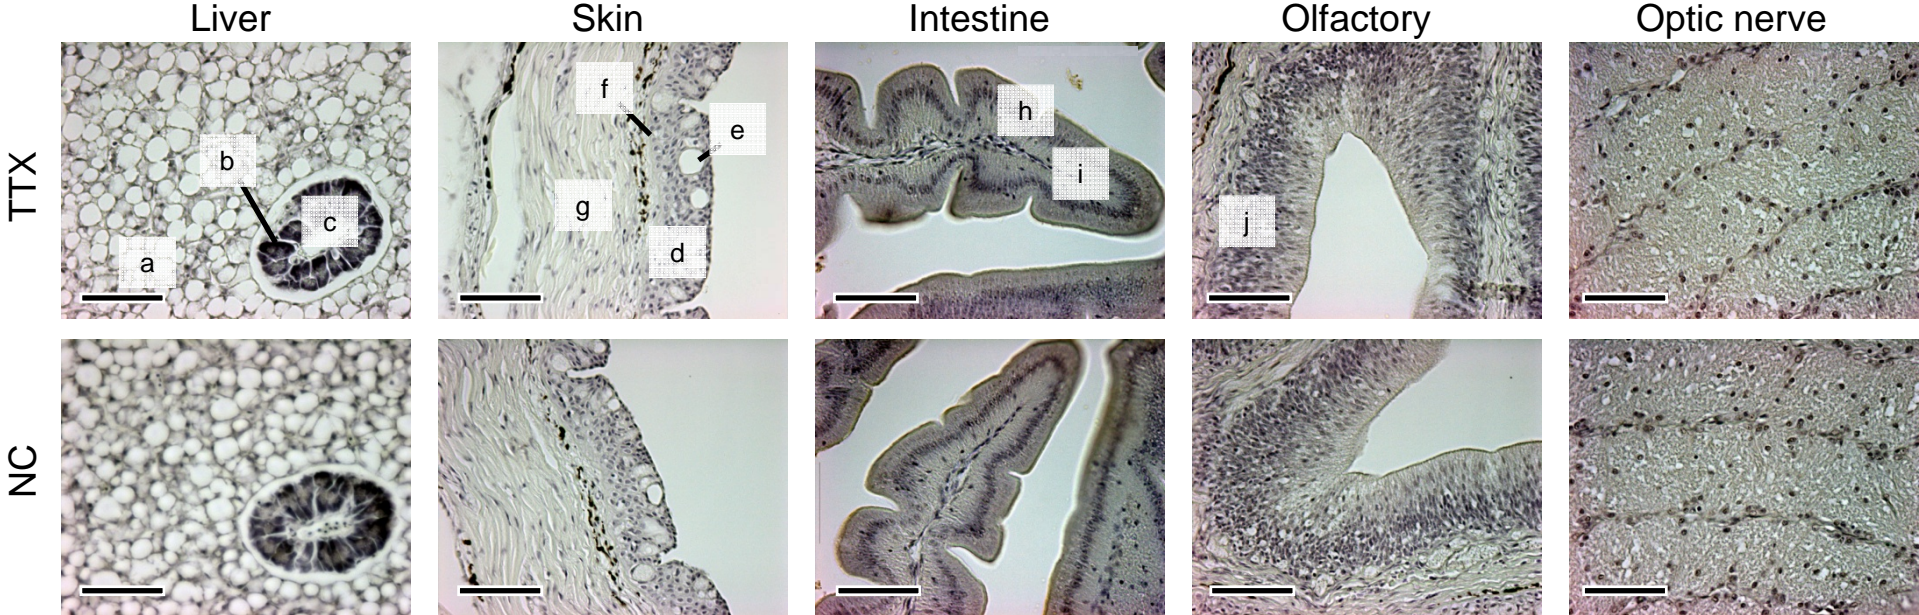 Liver Skin Intestine Olfactory Optic nerve
TTX
f
h
e
b
i
g
c
j
d
a
NC